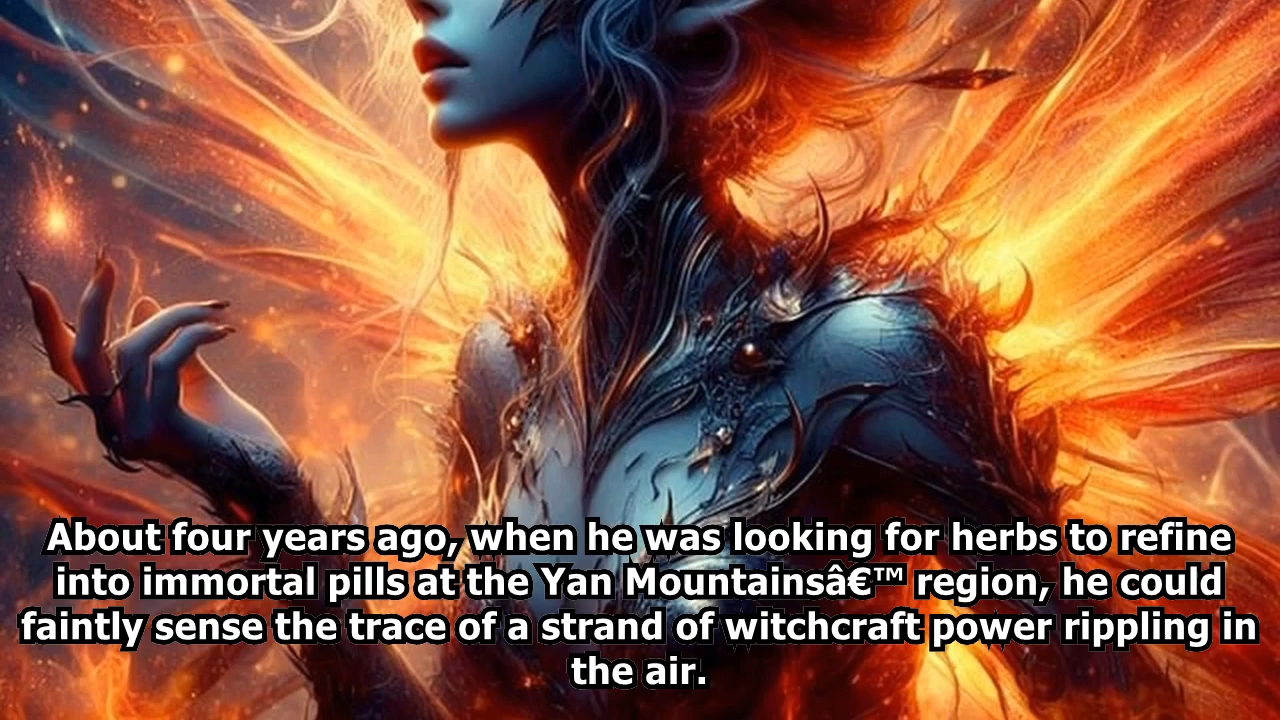 About four years ago, when he was looking for herbs to refine
into immortal pills at the Yan Mountainsâ€™ region, he could
faintly sense the trace of a strand of witchcraft power rippling in
the air.